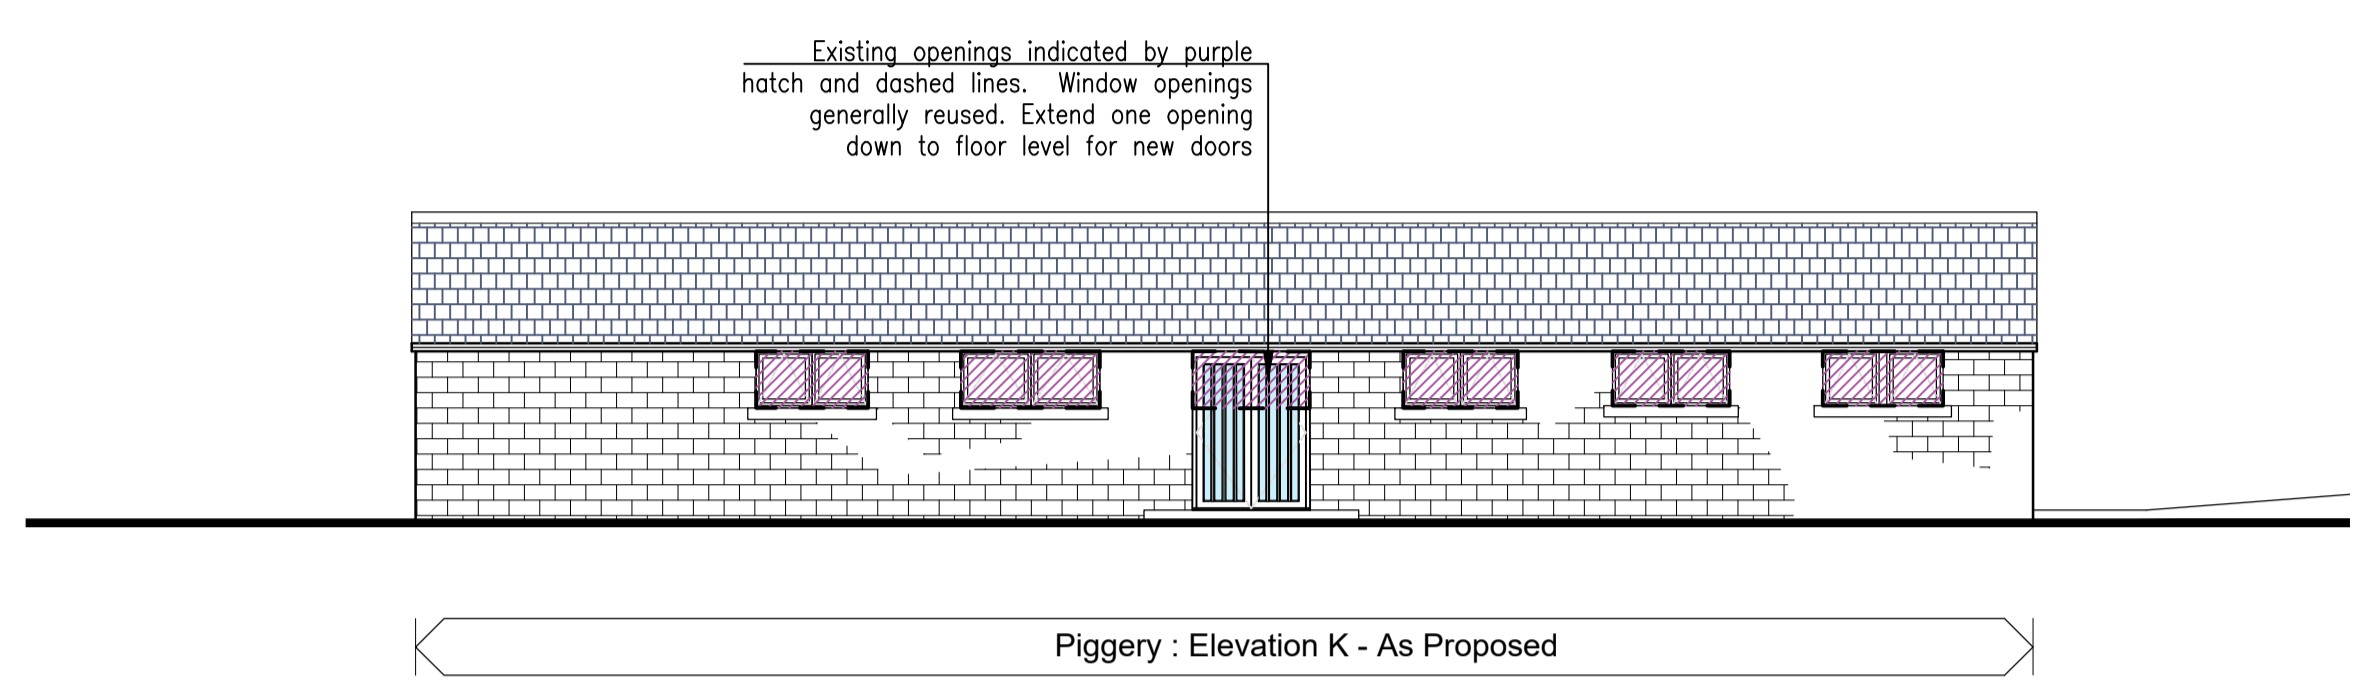 Existing openings indicated by purple
hatch and dashed lines. Window openings
generally reused. Extend one opening
down to floor level for new doors
Piggery : Elevation K - As Proposed